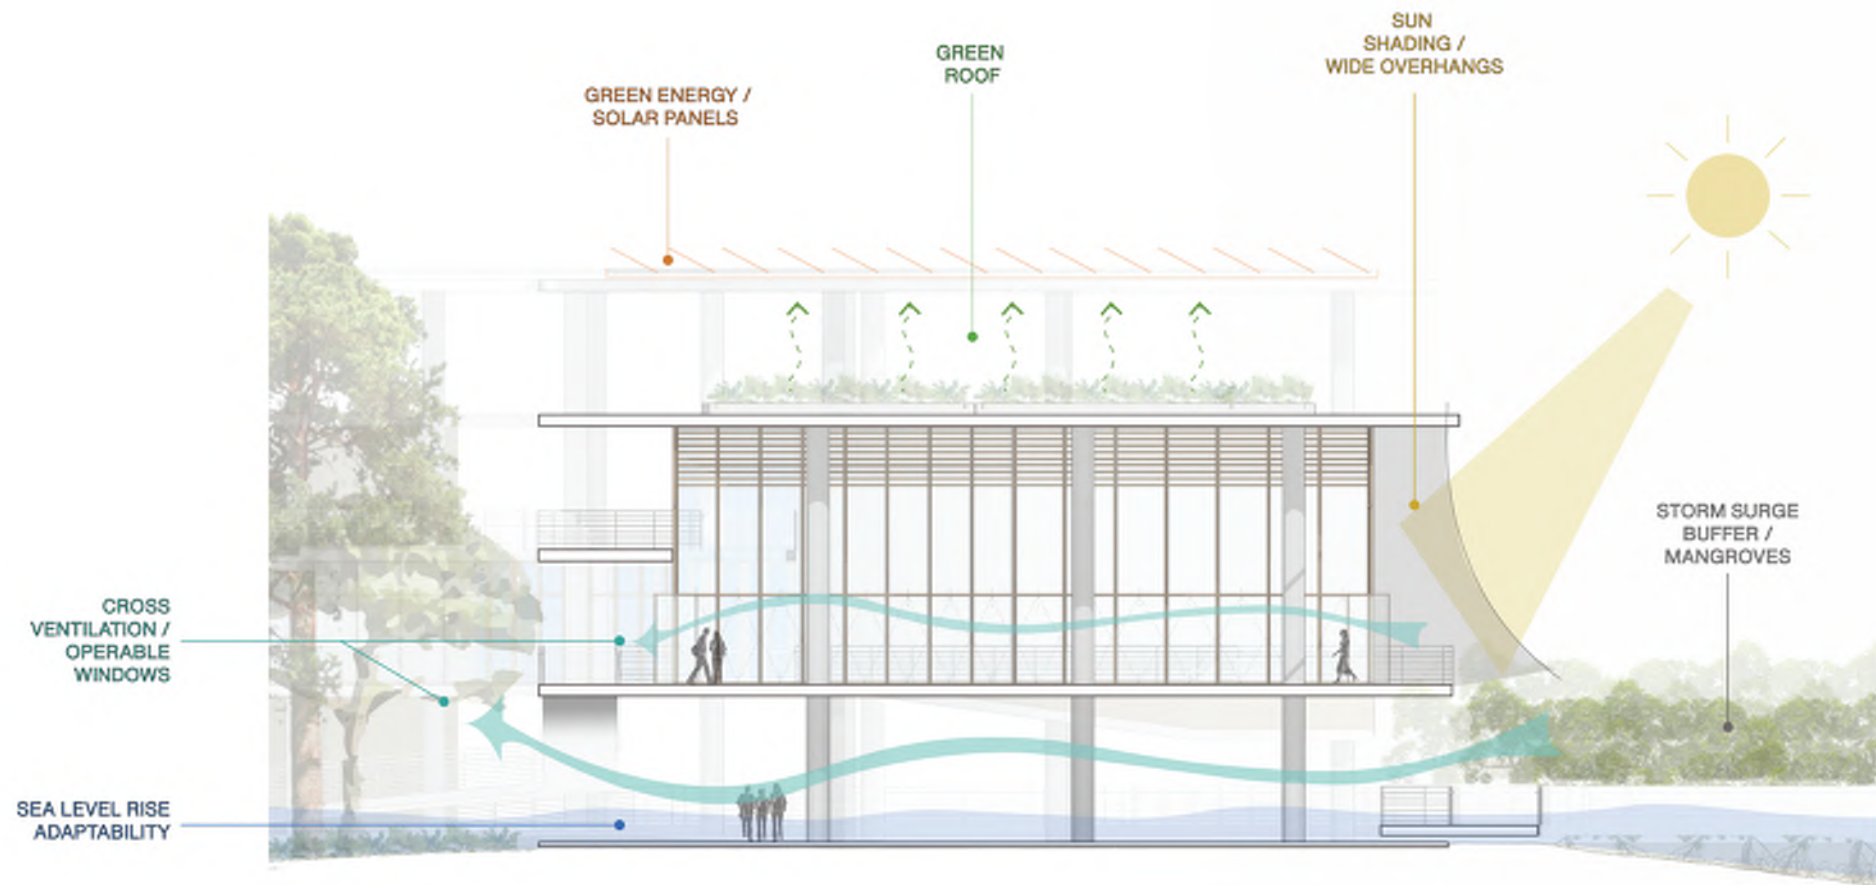 SUN
SHADING /
WIDE OVERHANGS
GREEN
ROOF
GREEN ENERGY /
SOLAR PANELS
STORM SURGE
BUFFER /
MANGROVES
CROSS
VENTILATION /
OPERABLE
WINDOWS
SEA LEVEL RISE
ADAPTABILITY